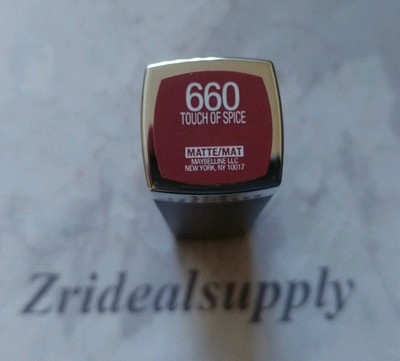 660
TOUCH OF SPICE
MATTE/MAT
MAYBELLINE LLC
NEW YORK, NY 10017
Zridealsupply